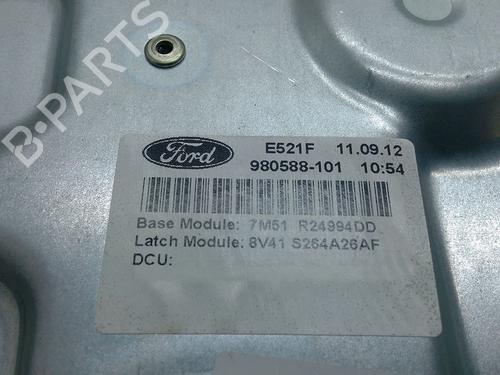 B-PARTS
Ford E521F 11.09.12
980588-101 10:54
Base Module: 7M51 R24994DD
Latch Module: 8V41 S264A26AF
DCU: